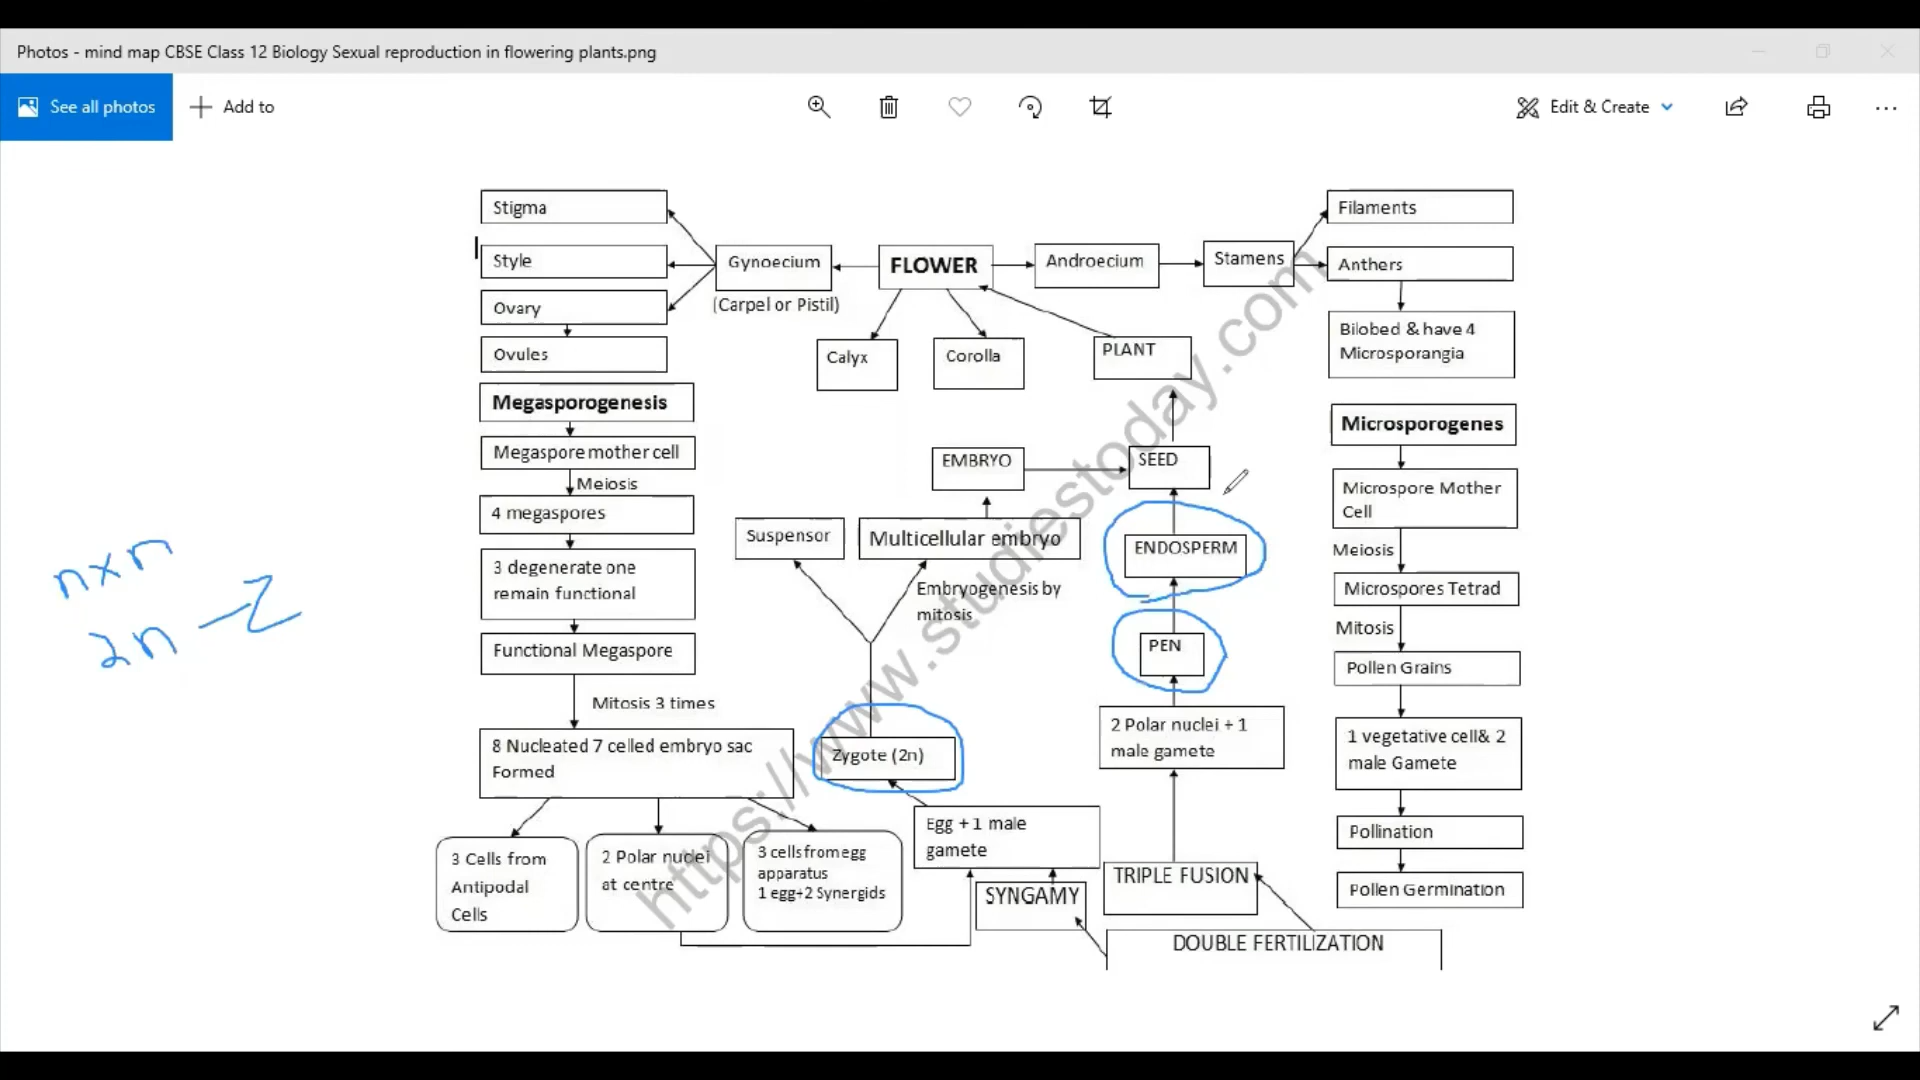 Photos - mind map CBSE Class 12 Biology Sexual reproduction in flowering plants.png
See all photos
Add to
Edit & Create
Stigma
Style
Ovary
Ovules
Gynoecium
(Carpel or Pistil)
FLOWER
Androecium
Stamens
Filaments
Anthers
Bilobed & have 4
Microsporangia
Calyx
Corolla
PLANT
Megasporogenesis
Megaspore mother cell
Meiosis
4 megaspores
3 degenerate one
remain functional
Functional Megaspore
Mitosis 3 times
8 Nucleated 7 celled embryo sac
Formed
3 Cells from
Antipodal
Cells
2 Polar nuclei
at centre
3 cells from egg
apparatus
1 egg+2 Synergids
EMBRYO
SEED
Suspensor
Multicellular embryo
Embryogenesis by
mitosis
Zygote (2n)
Egg + 1 male
gamete
SYNGAMY
ENDOSPERM
PEN
2 Polar nuclei + 1
male gamete
TRIPLE FUSION
DOUBLE FERTILIZATION
Microsporogenes
Microspore Mother
Cell
Meiosis
Microspores Tetrad
Mitosis
Pollen Grains
1 vegetative cell& 2
male Gamete
Pollination
Pollen Germination
n×n
2n - Z
https://www.studiestoday.com